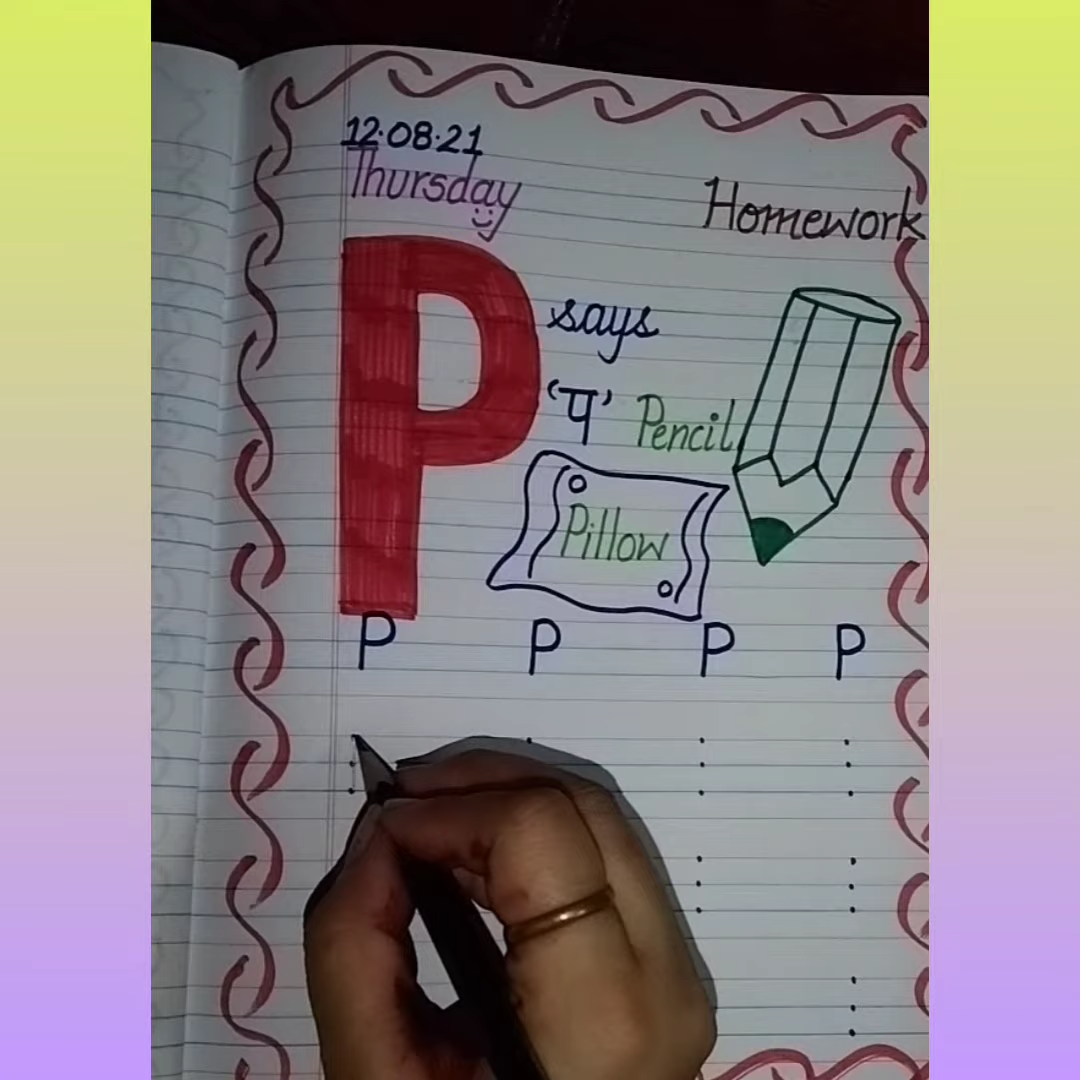 12.08.21
Thursday
Homework
P says
'प' Pencil
Pillow
P P P P